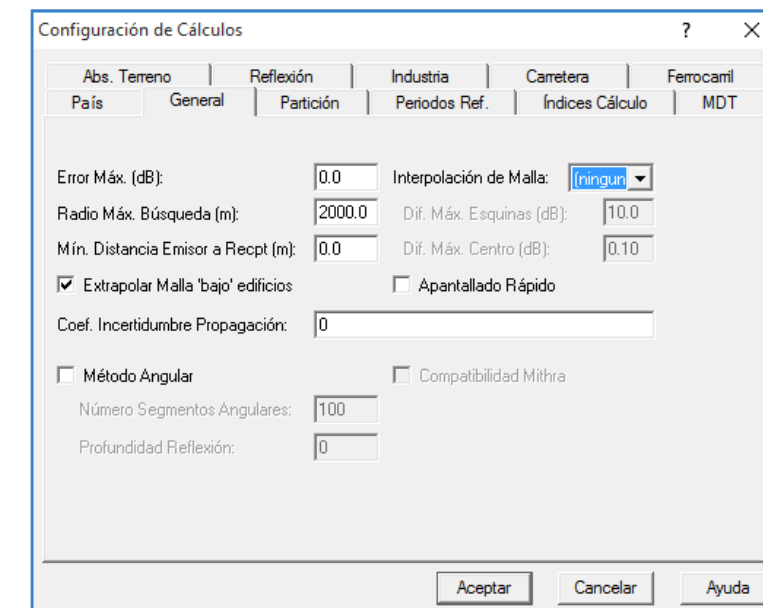 Configuración de Cálculos ?
Abs. Terreno Reflexión Industria Carretera Ferrocarril
País General Partición Periodos Ref. Índices Cálculo MDT
Error Máx. (dB): 0.0 Interpolación de Malla: (ningun
Radio Máx. Búsqueda (m): 2000.0 Dif. Máx. Esquinas (dB): 10.0
Mín. Distancia Emisor a Recpt (m): 0.0 Dif. Máx. Centro (dB): 0.10
Extrapolar Malla 'bajo' edificios Apantallado Rápido
Coef. Incertidumbre Propagación: 0
Método Angular Compatibilidad Mithra
Número Segmentos Angulares: 100
Profundidad Reflexión: 0
Aceptar Cancelar Ayuda